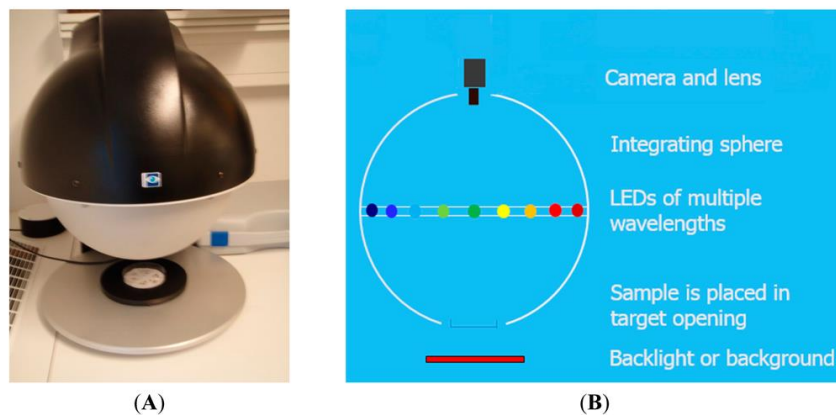 Camera and lens
Integrating sphere
LEDs of multiple
wavelengths
Sample is placed in
target opening
Backlight or background
(A)
(B)